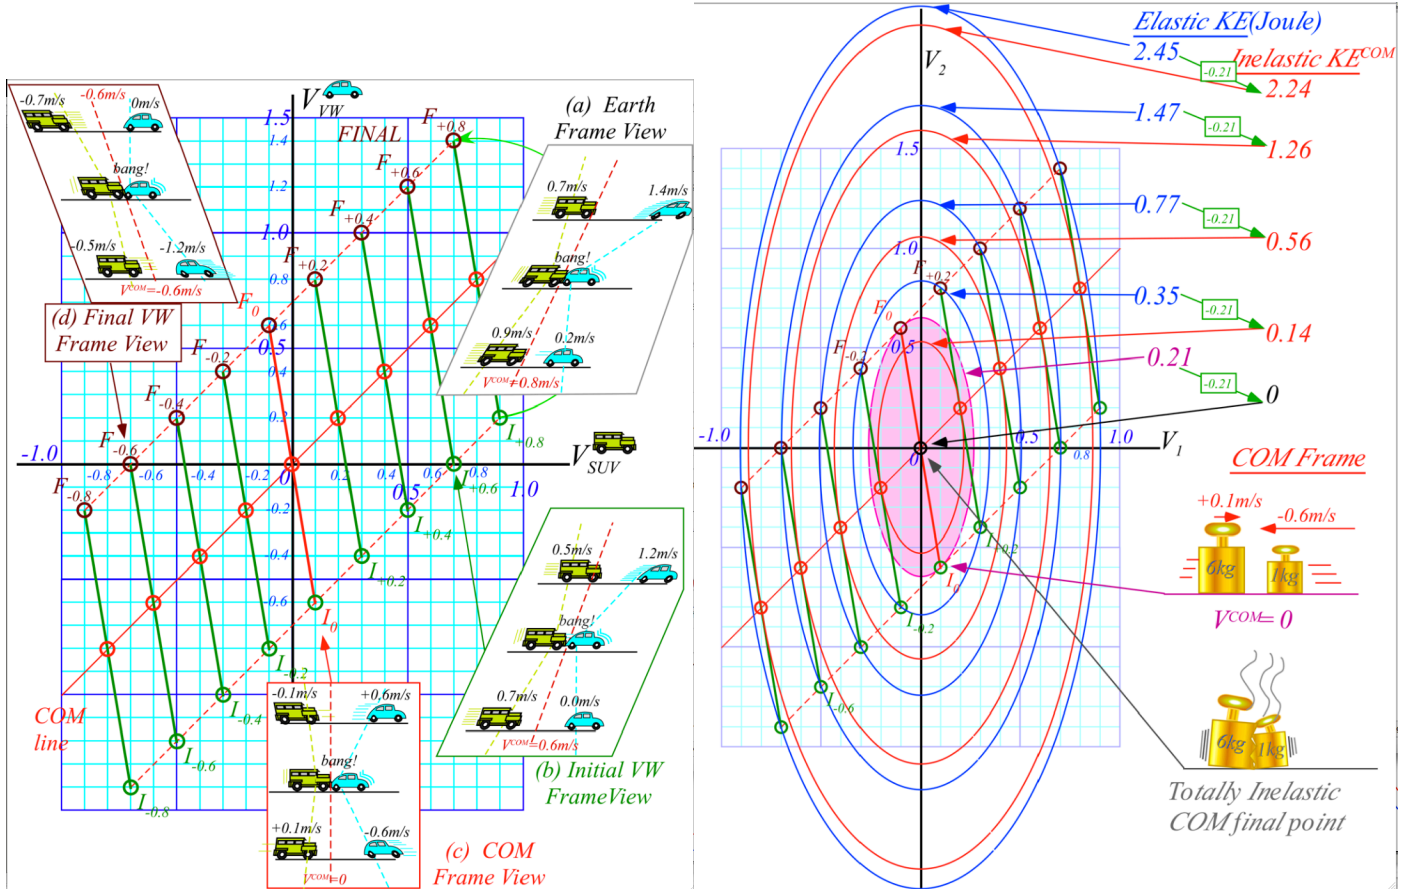 -0.7m/s
-0.6m/s
0m/s
bang!
-0.5m/s
-1.2m/s
VCOM=-0.6m/s
(d) Final VW
Frame View
VVW
1.5
1.4
1.2
1.0
0.8
0.6
0.5
0.4
0.2
0
FINAL
F+0.8
F+0.6
F+0.4
F+0.2
F0
F-0.2
F-0.4
F-0.6
F-0.8
(a) Earth
Frame View
0.7m/s
1.4m/s
bang!
0.9m/s
0.2m/s
VCOM=0.8m/s
VSUV
-1.0
-0.8
-0.6
-0.4
-0.2
0.5
0.6
0.8
1.0
0.2
0.4
-0.6
I+0.8
I+0.6
I+0.4
I+0.2
I0
I-0.2
I-0.4
I-0.6
I-0.8
COM
line
0.5m/s
1.2m/s
bang!
0.7m/s
0.0m/s
VCOM=0.6m/s
(b) Initial VW
FrameView
-0.1m/s
+0.6m/s
bang!
+0.1m/s
-0.6m/s
VCOM=0
(c) COM
Frame View
Elastic KE(Joule)
Inelastic KECOM
2.45
-0.21
2.24
1.47
-0.21
1.26
0.77
-0.21
0.56
0.35
-0.21
0.14
0.21
-0.21
0
V2
1.5
1.0
0.5
F+0.2
F0
F-0.2
-1.0
0
0.5
0.8
1.0
V1
I+0.2
I0
I-0.2
I-0.6
COM Frame
+0.1m/s
-0.6m/s
6kg
1kg
VCOM=0
6kg
1kg
Totally Inelastic
COM final point